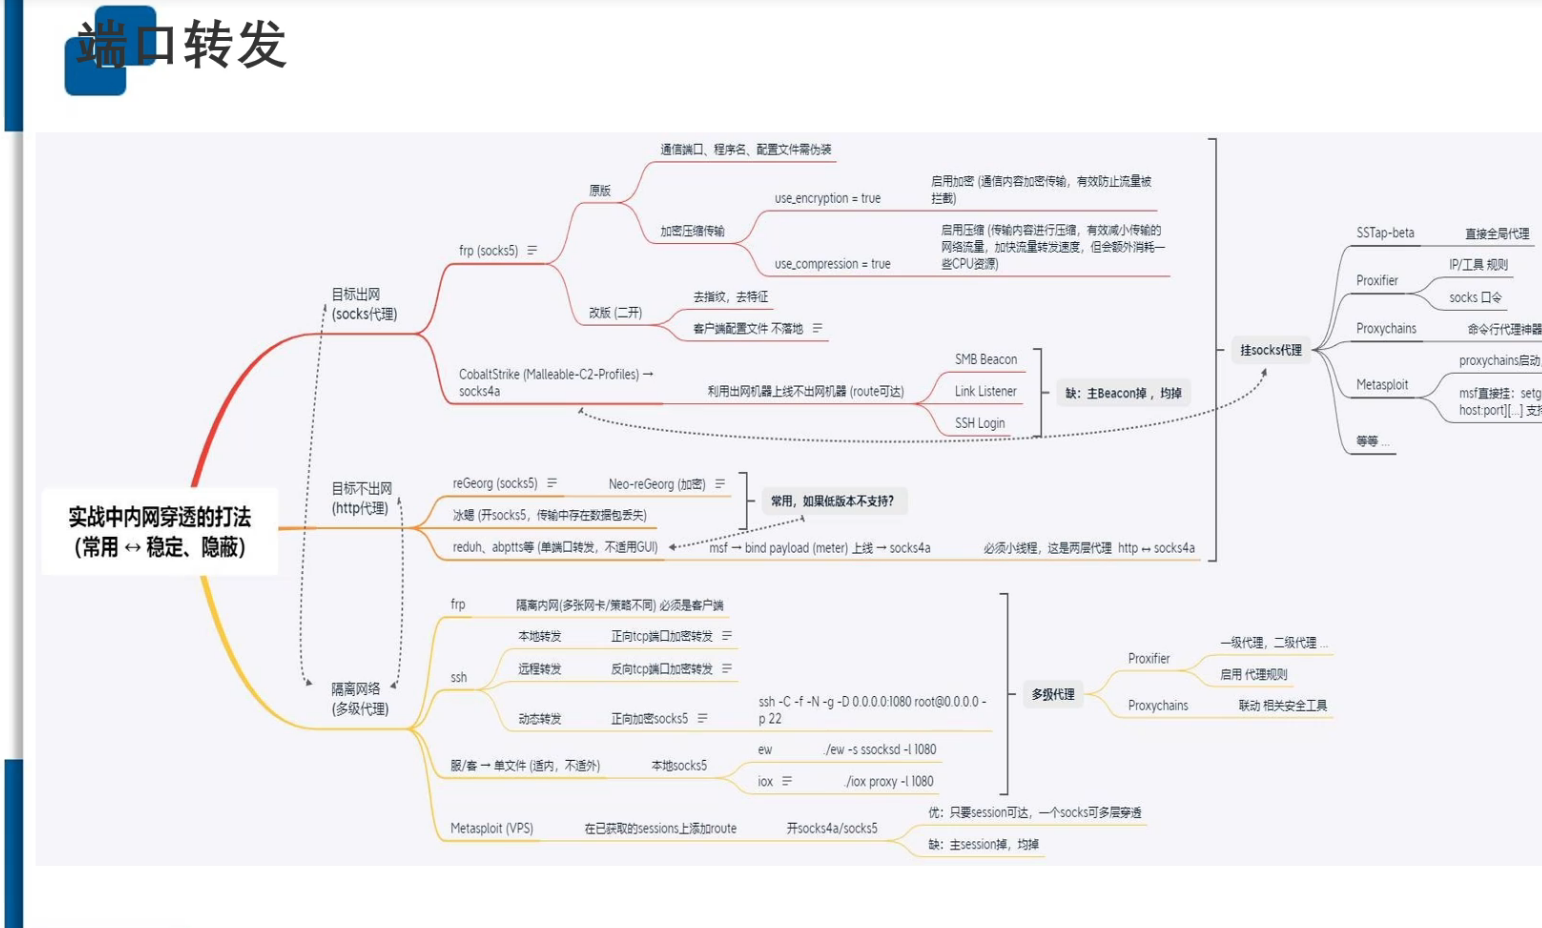 端口转发
实战中内网穿透的打法
(常用 ↔ 稳定、隐蔽)
目标出网
(socks代理)
frp (socks5)
原版
通信端口、程序名、配置文件需伪装
加密压缩传输
use_encryption = true
启用加密 (通信内容加密传输，有效防止流量被
拦截)
use_compression = true
启用压缩 (传输内容进行压缩，有效减小传输的
网络流量，加快流量转发速度，但会额外消耗一
些CPU资源)
改版 (二开)
去指纹，去特征
客户端配置文件 不落地
CobaltStrike (Malleable-C2-Profiles) →
socks4a
利用出网机器上线不出网机器 (route可达)
SMB Beacon
Link Listener
SSH Login
缺：主Beacon掉，均掉
目标不出网
(http代理)
reGeorg (socks5)
Neo-reGeorg (加密)
冰蝎 (开socks5，传输中存在数据包丢失)
常用，如果低版本不支持?
reduh、abptts等 (单端口转发，不适用GUI)
msf → bind payload (meter) 上线 → socks4a
必须小线程，这是两层代理 http ↔ socks4a
挂socks代理
SSTap-beta
直接全局代理
Proxifier
IP/工具 规则
socks 口令
Proxychains
命令行代理神器
Metasploit
proxychains启动
msf直接挂：setg
host:port][...] 支持
等等 ...
隔离网络
(多级代理)
frp
隔离内网(多张网卡/策略不同) 必须是客户端
ssh
本地转发
正向tcp端口加密转发
远程转发
反向tcp端口加密转发
动态转发
正向加密socks5
ssh -C -f -N -g -D 0.0.0.0:1080 root@0.0.0.0 -
p 22
服/客 → 单文件 (适内，不适外)
本地socks5
ew
./ew -s ssocksd -l 1080
iox
./iox proxy -l 1080
Metasploit (VPS)
在已获取的sessions上添加route
开socks4a/socks5
优：只要session可达，一个socks可多层穿透
缺：主session掉，均掉
多级代理
Proxifier
一级代理，二级代理 ...
启用 代理规则
Proxychains
联动 相关安全工具